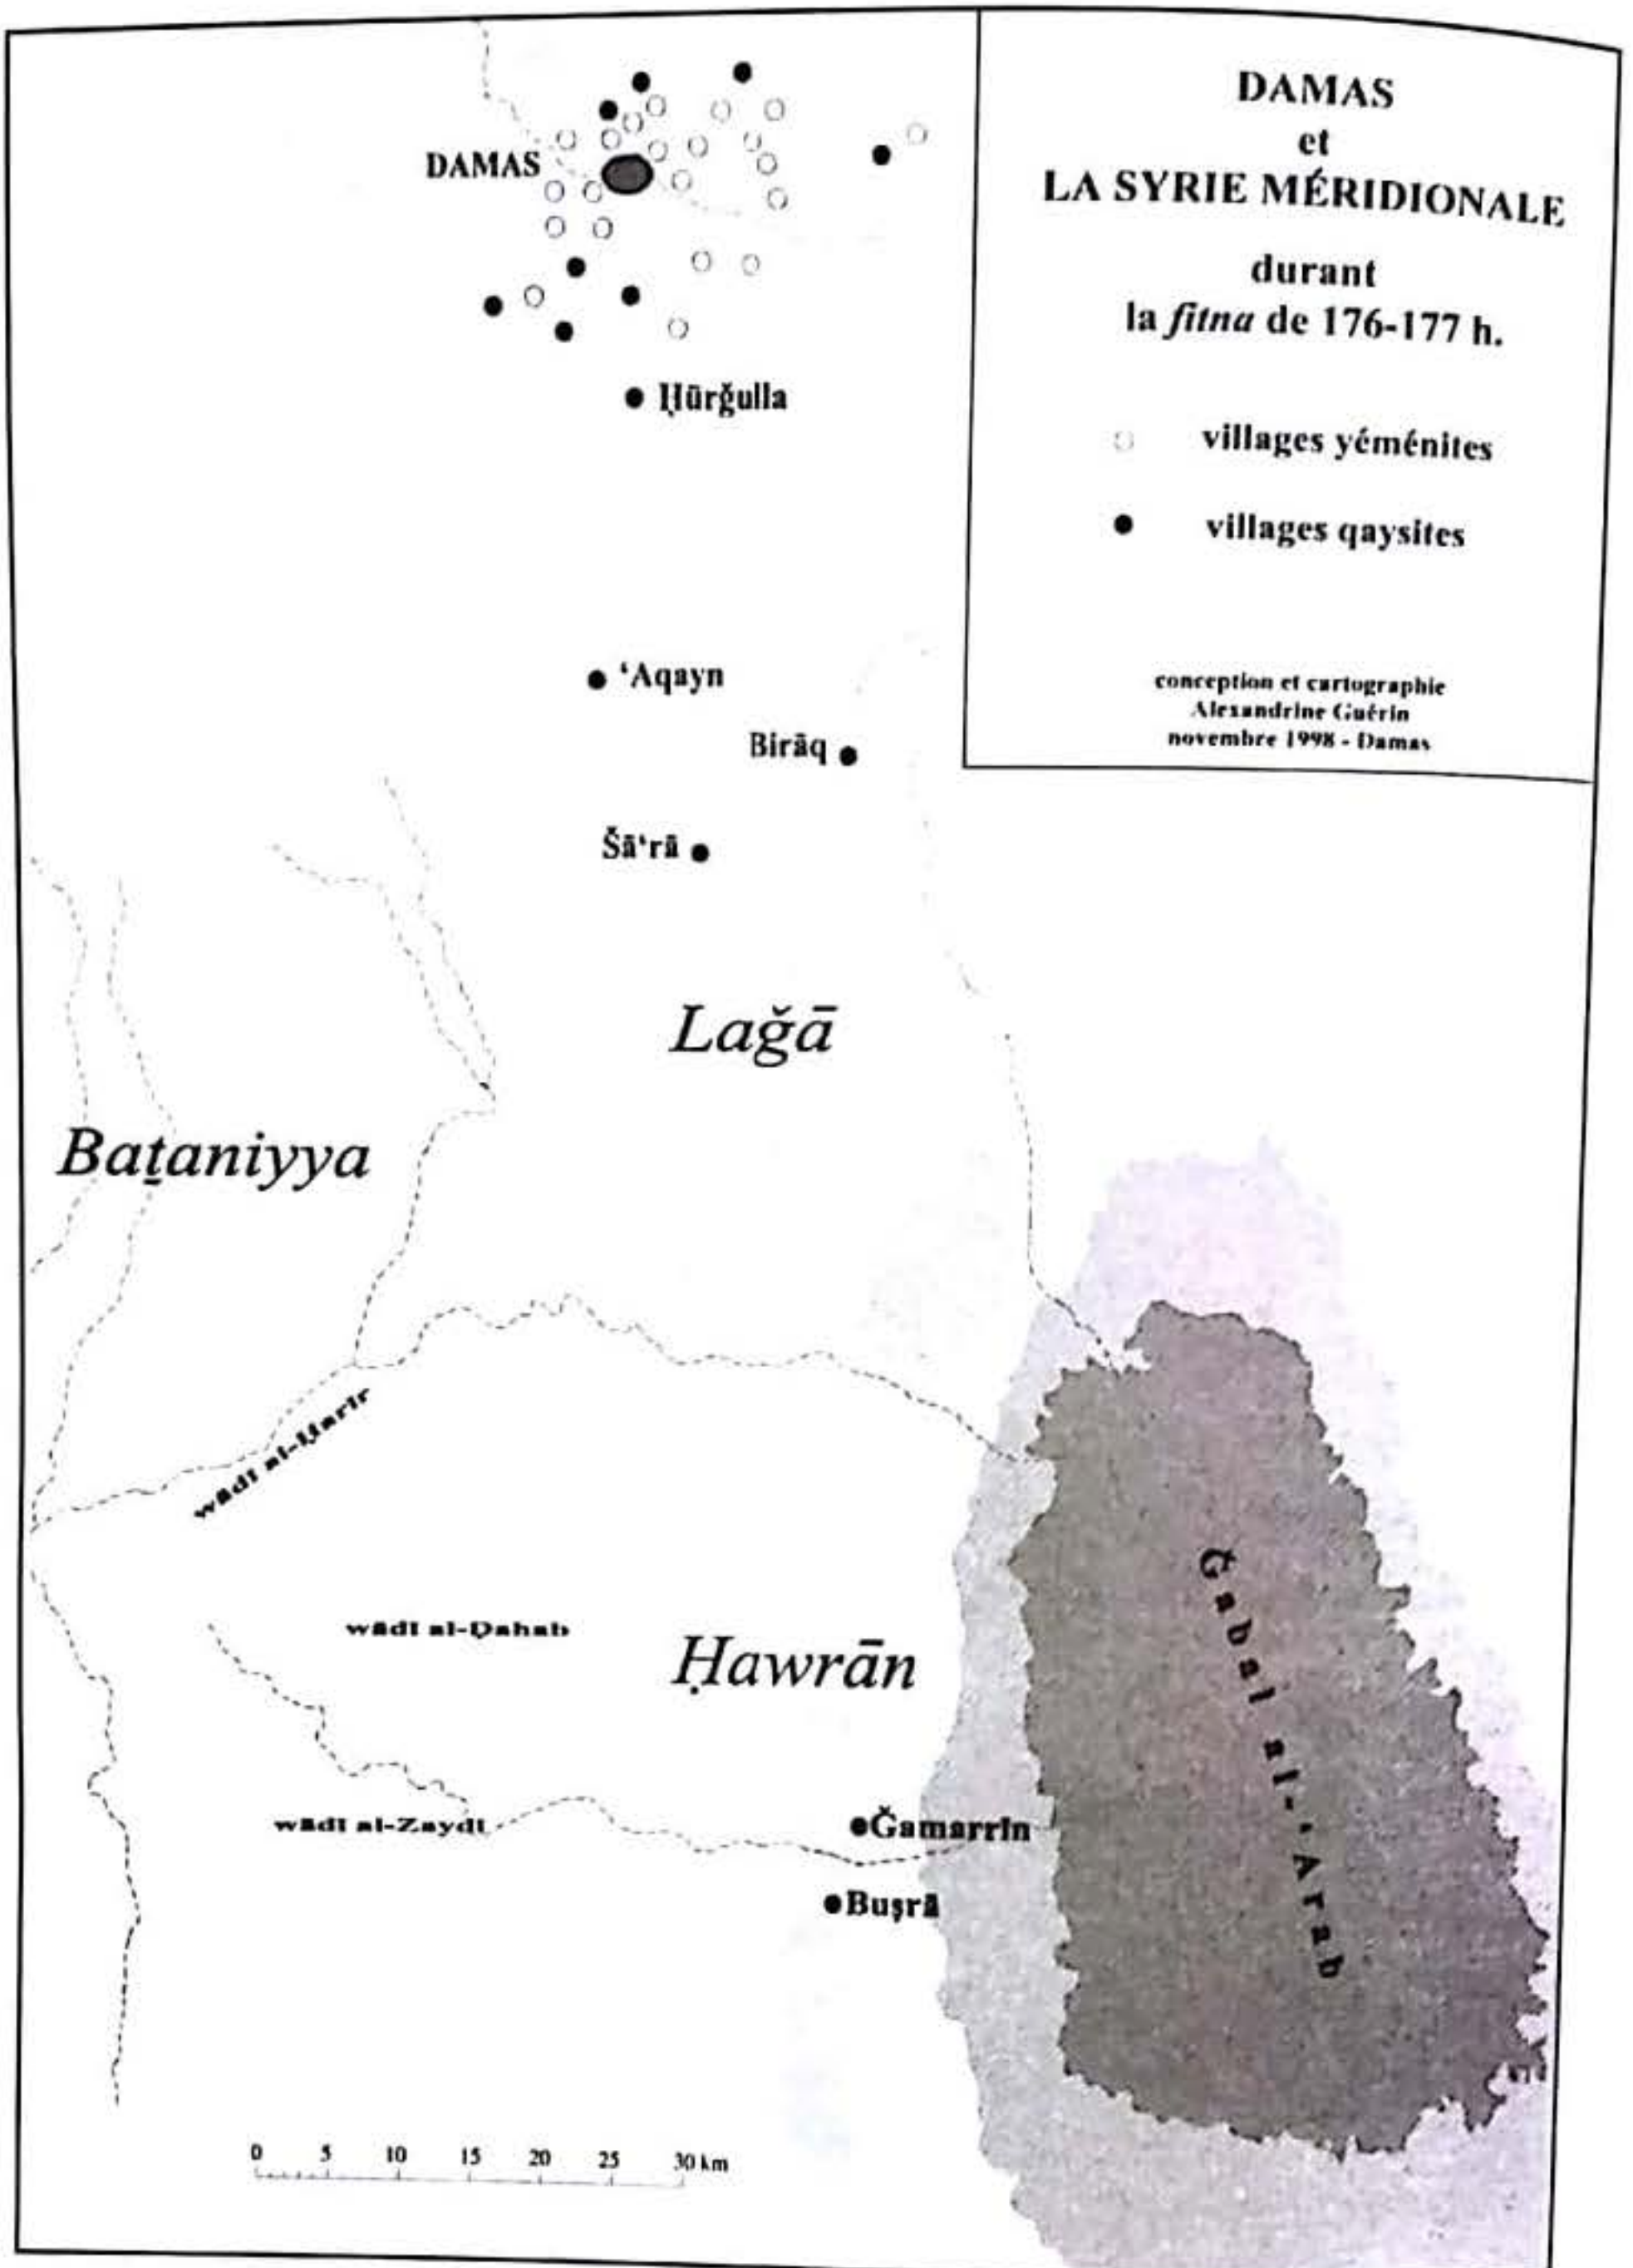 DAMAS
et
LA SYRIE MÉRIDIONALE
durant
la fitna de 176-177 h.
villages yéménites
villages qaysites
conception et cartographie
Alexandrine Guérin
novembre 1998 - Damas
DAMAS
Ḥūrǧulla
‘Aqayn
Birāq
Šā‘rā
Laǧā
Baṯaniyya
wādī al-Ḥarīr
wādī al-Ḏahab
Ḥawrān
Ǧabal al-‘Arab
wādī al-Zaydī
Ǧamarrīn
Buṣrā
0 5 10 15 20 25 30 km